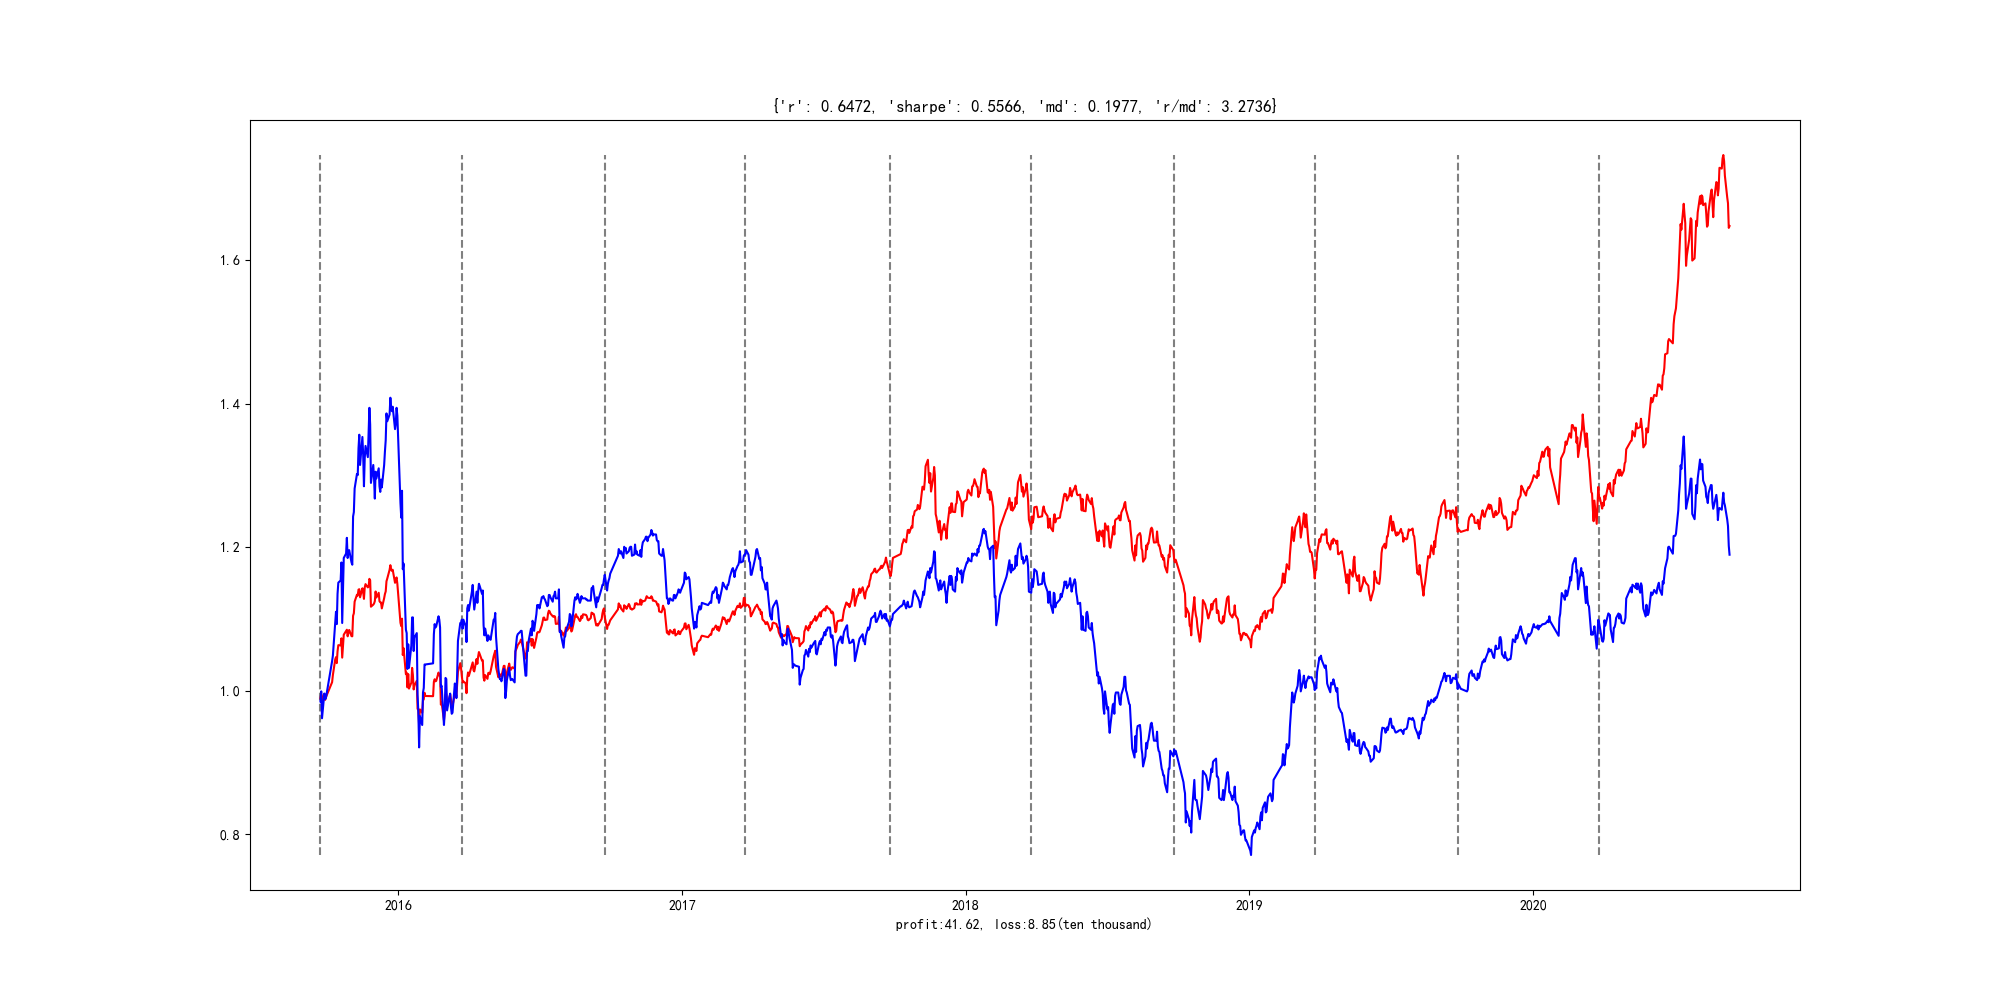 {'r': 0.6472, 'sharpe': 0.5566, 'md': 0.1977, 'r/md': 3.2736}
1.6
1.4
1.2
1.0
0.8
2016 2017 2018 2019 2020
profit:41.62, loss:8.85(ten thousand)